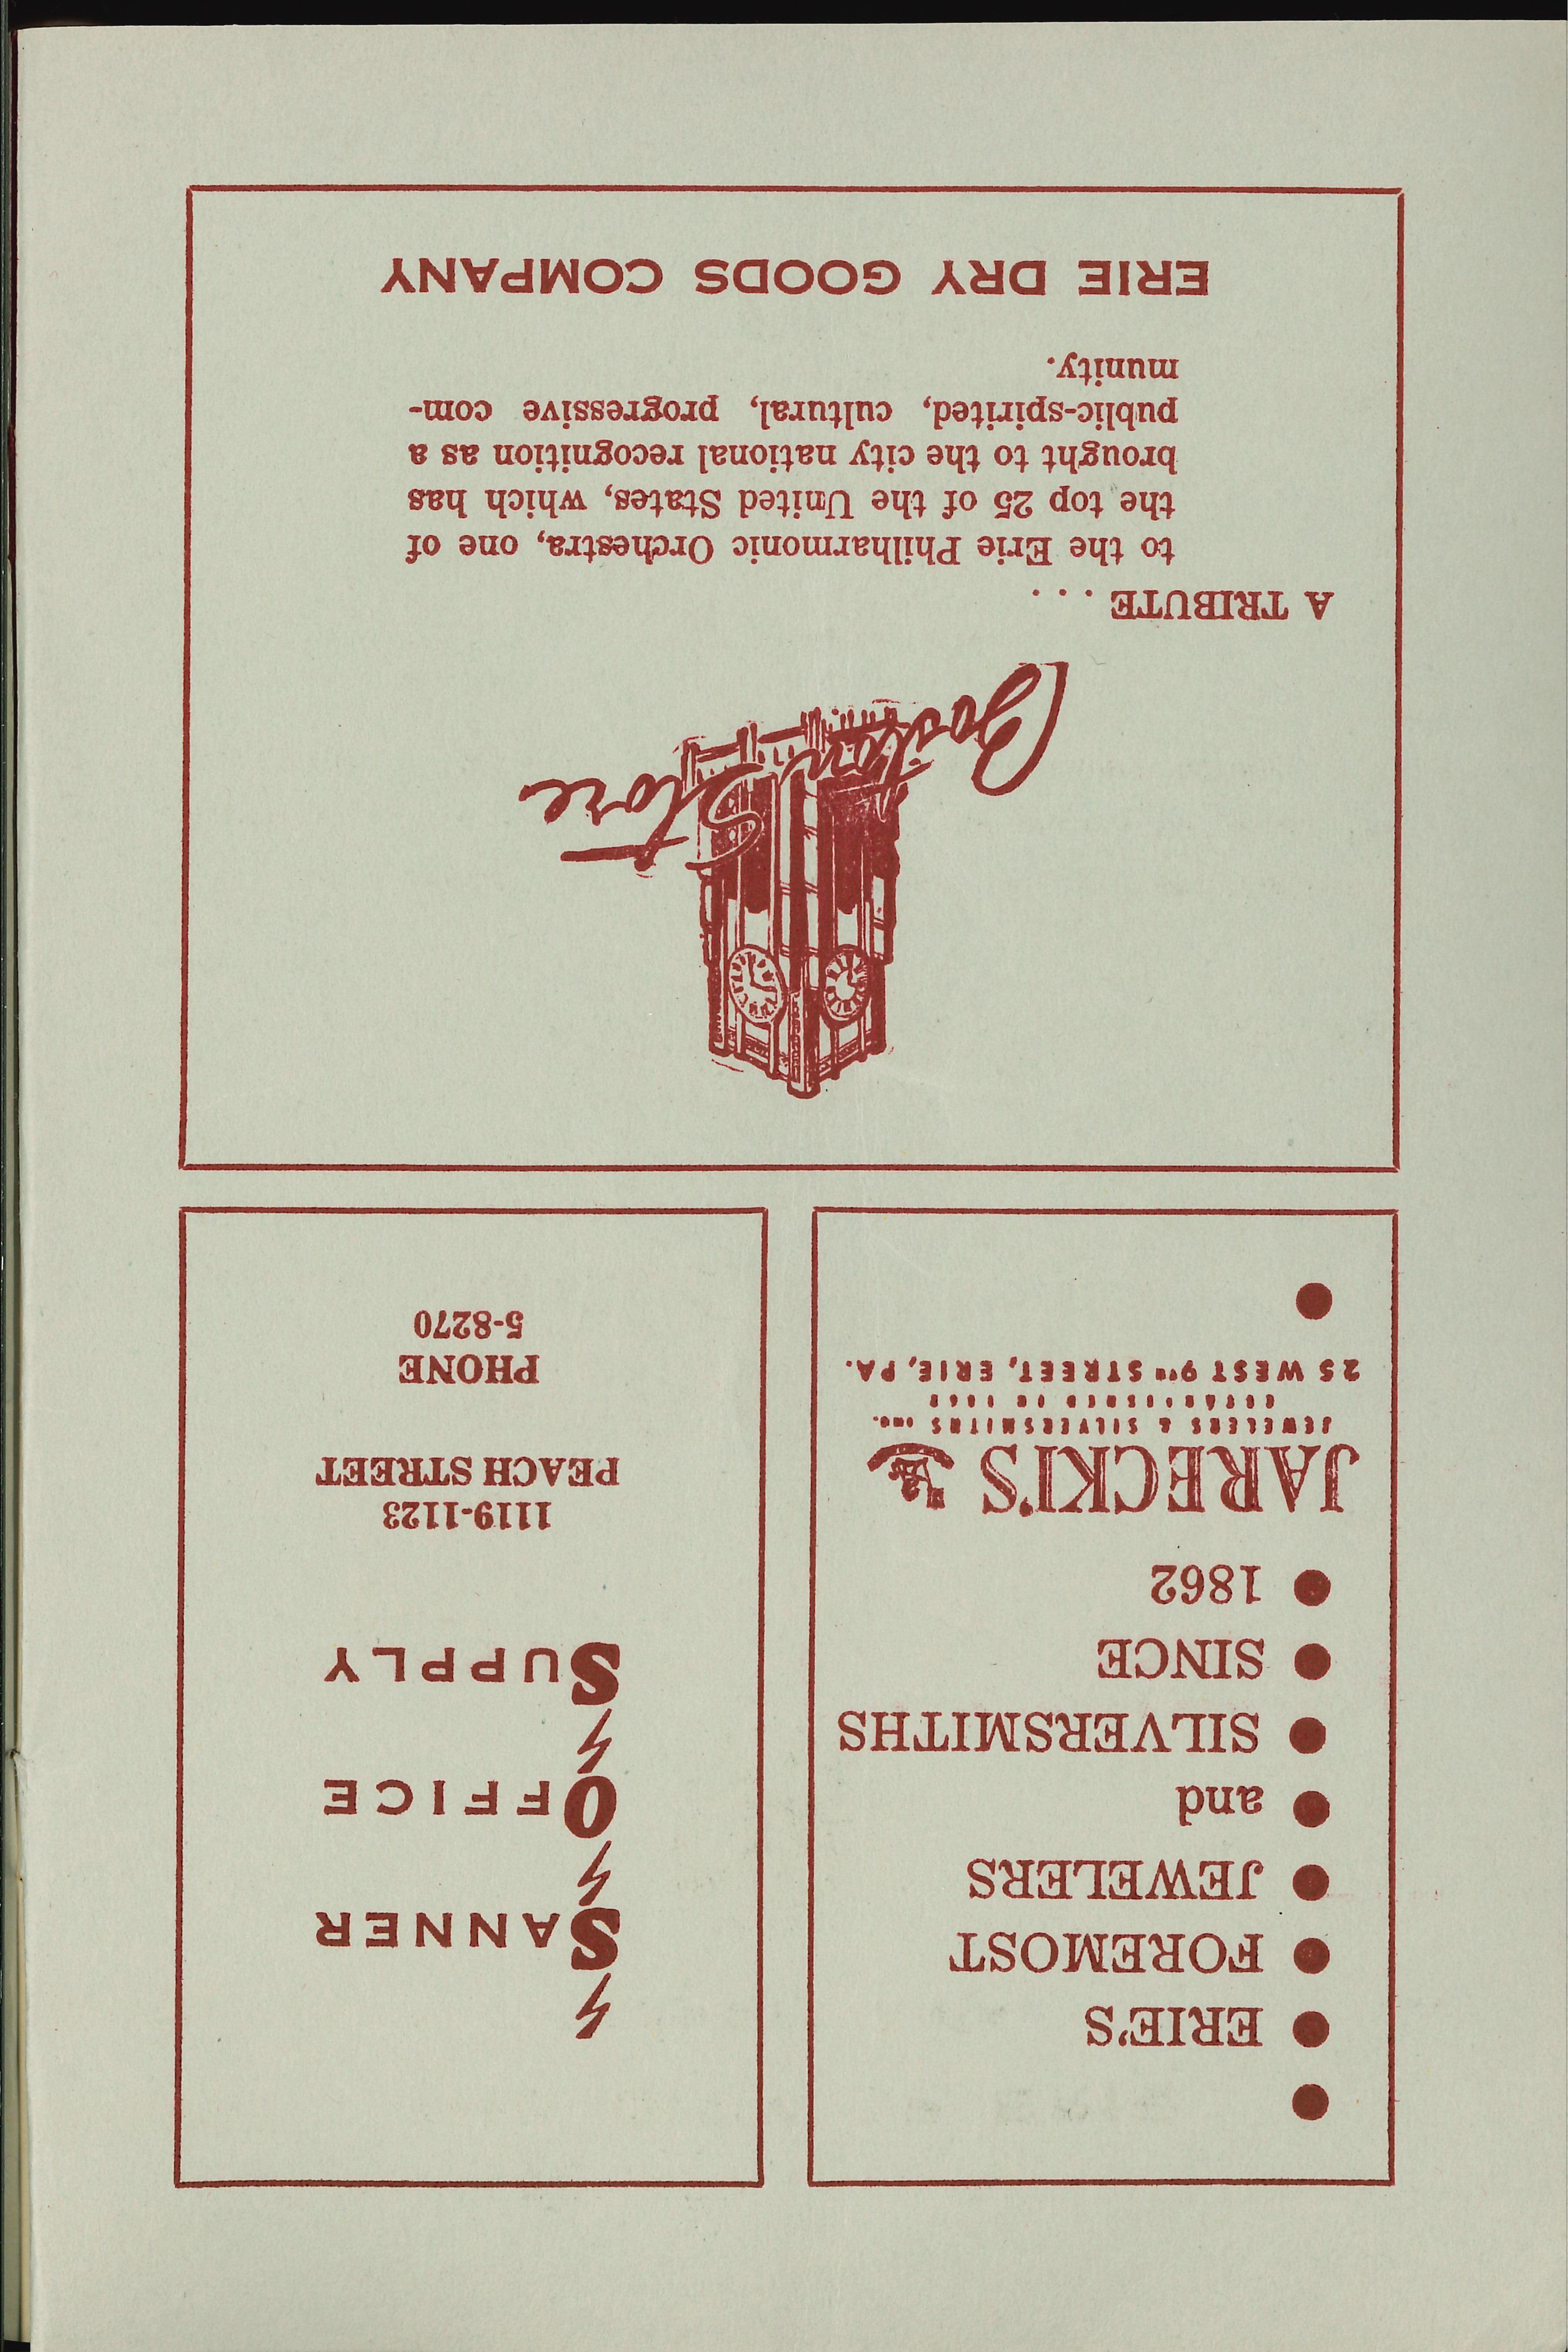 ERIE'S
FOREMOST
JEWELERS
and
SILVERSMITHS
SINCE
1862
JARECKI'S
JEWELERS & SILVERSMITHS INC.
25 WEST 9TH STREET, ERIE, PA.
SANNER
OFFICE
SUPPLY
1119-1123
PEACH STREET
PHONE
5-8270
Boston Store
A TRIBUTE . . .
to the Erie Philharmonic Orchestra, one of
the top 25 of the United States, which has
brought to the city national recognition as a
public-spirited, cultural, progressive com-
munity.
ERIE DRY GOODS COMPANY